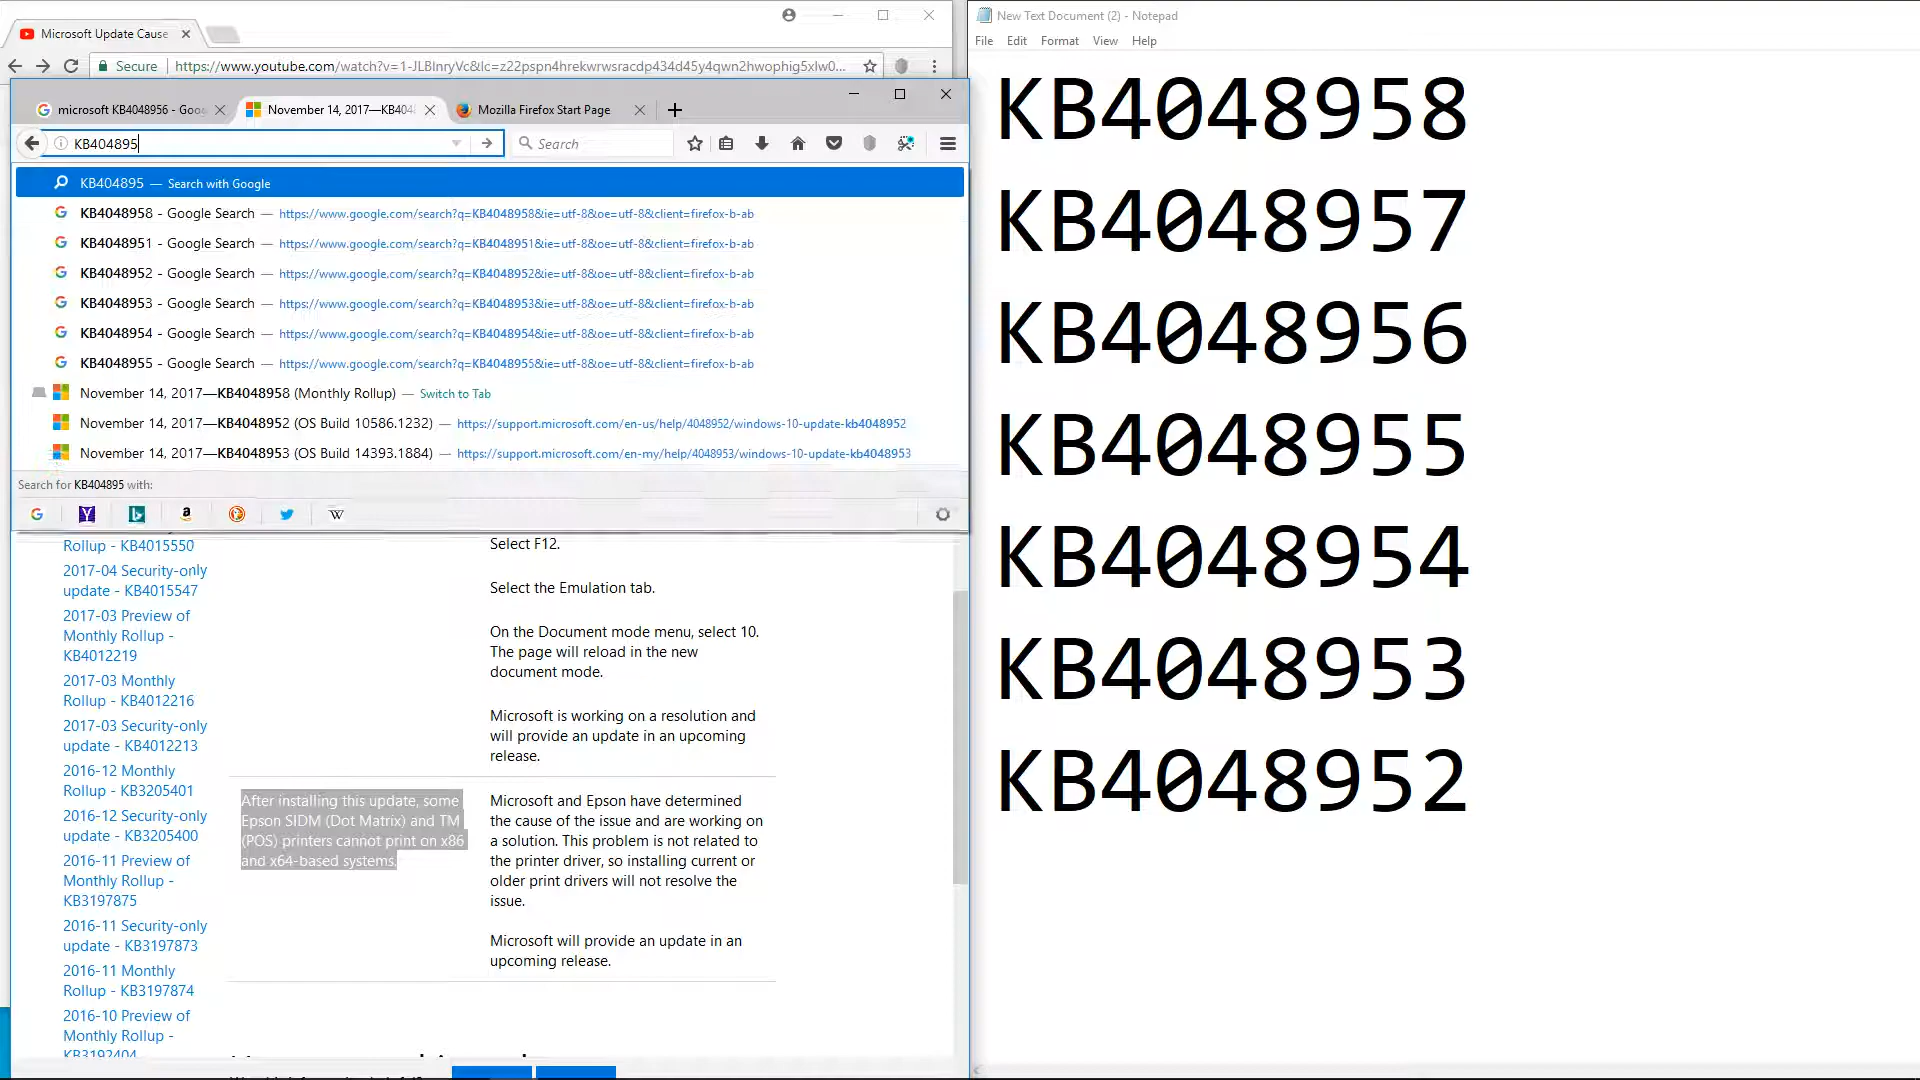 Microsoft Update Cause
Secure
https://www.youtube.com/watch?v=1-JLBlnryVc&lc=z22pspn4hrekwrwsracdp434d45y4qwn2hwophig5xlw0...
microsoft KB4048956 - Goo
November 14, 2017—KB404
Mozilla Firefox Start Page
KB404895
Search
KB404895 — Search with Google
KB4048958 - Google Search — https://www.google.com/search?q=KB4048958&ie=utf-8&oe=utf-8&client=firefox-b-ab
KB4048951 - Google Search — https://www.google.com/search?q=KB4048951&ie=utf-8&oe=utf-8&client=firefox-b-ab
KB4048952 - Google Search — https://www.google.com/search?q=KB4048952&ie=utf-8&oe=utf-8&client=firefox-b-ab
KB4048953 - Google Search — https://www.google.com/search?q=KB4048953&ie=utf-8&oe=utf-8&client=firefox-b-ab
KB4048954 - Google Search — https://www.google.com/search?q=KB4048954&ie=utf-8&oe=utf-8&client=firefox-b-ab
KB4048955 - Google Search — https://www.google.com/search?q=KB4048955&ie=utf-8&oe=utf-8&client=firefox-b-ab
November 14, 2017—KB4048958 (Monthly Rollup) — Switch to Tab
November 14, 2017—KB4048952 (OS Build 10586.1232) — https://support.microsoft.com/en-us/help/4048952/windows-10-update-kb4048952
November 14, 2017—KB4048953 (OS Build 14393.1884) — https://support.microsoft.com/en-my/help/4048953/windows-10-update-kb4048953
Search for KB404895 with:
Rollup - KB4015550
2017-04 Security-only
update - KB4015547
2017-03 Preview of
Monthly Rollup -
KB4012219
2017-03 Monthly
Rollup - KB4012216
2017-03 Security-only
update - KB4012213
2016-12 Monthly
Rollup - KB3205401
2016-12 Security-only
update - KB3205400
2016-11 Preview of
Monthly Rollup -
KB3197875
2016-11 Security-only
update - KB3197873
2016-11 Monthly
Rollup - KB3197874
2016-10 Preview of
Monthly Rollup -
KB3192404
After installing this update, some
Epson SIDM (Dot Matrix) and TM
(POS) printers cannot print on x86
and x64-based systems.
Select F12.
Select the Emulation tab.
On the Document mode menu, select 10.
The page will reload in the new
document mode.
Microsoft is working on a resolution and
will provide an update in an upcoming
release.
Microsoft and Epson have determined
the cause of the issue and are working on
a solution. This problem is not related to
the printer driver, so installing current or
older print drivers will not resolve the
issue.
Microsoft will provide an update in an
upcoming release.
New Text Document (2) - Notepad
File Edit Format View Help
KB4048958
KB4048957
KB4048956
KB4048955
KB4048954
KB4048953
KB4048952